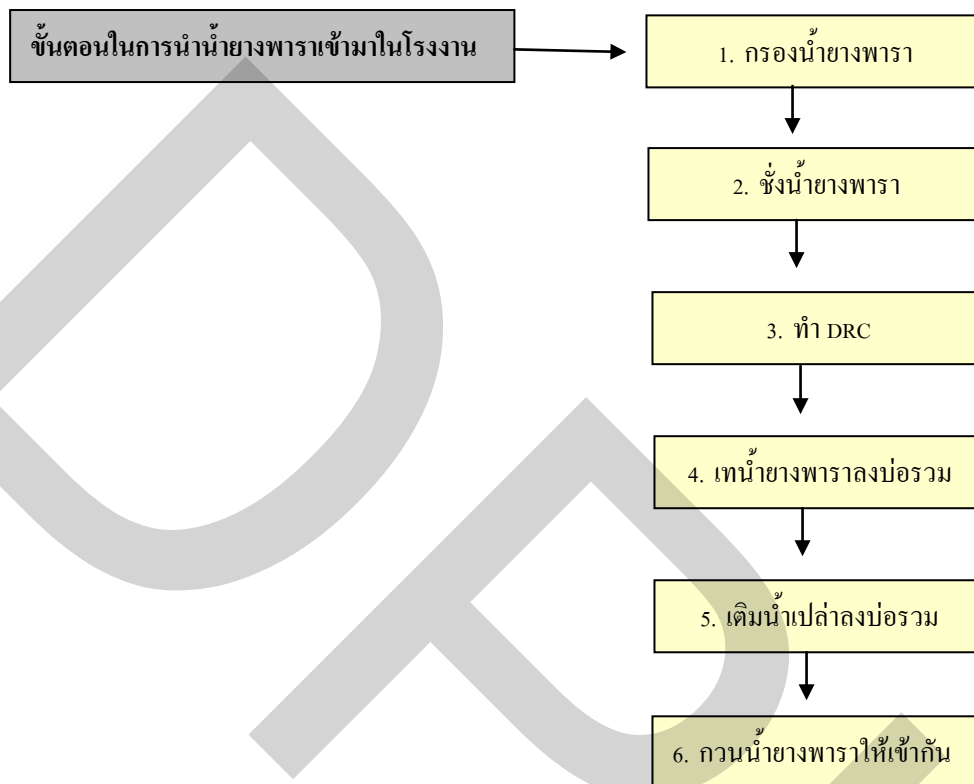 ขั้นตอนในการนำน้ำยางพาราเข้ามาในโรงงาน
1. กรองน้ำยางพารา
2. ชั่งน้ำยางพารา
3. ทำ DRC
4. เทน้ำยางพาราลงบ่อรวม
5. เติมน้ำเปล่าลงบ่อรวม
6. กวนน้ำยางพาราให้เข้ากัน